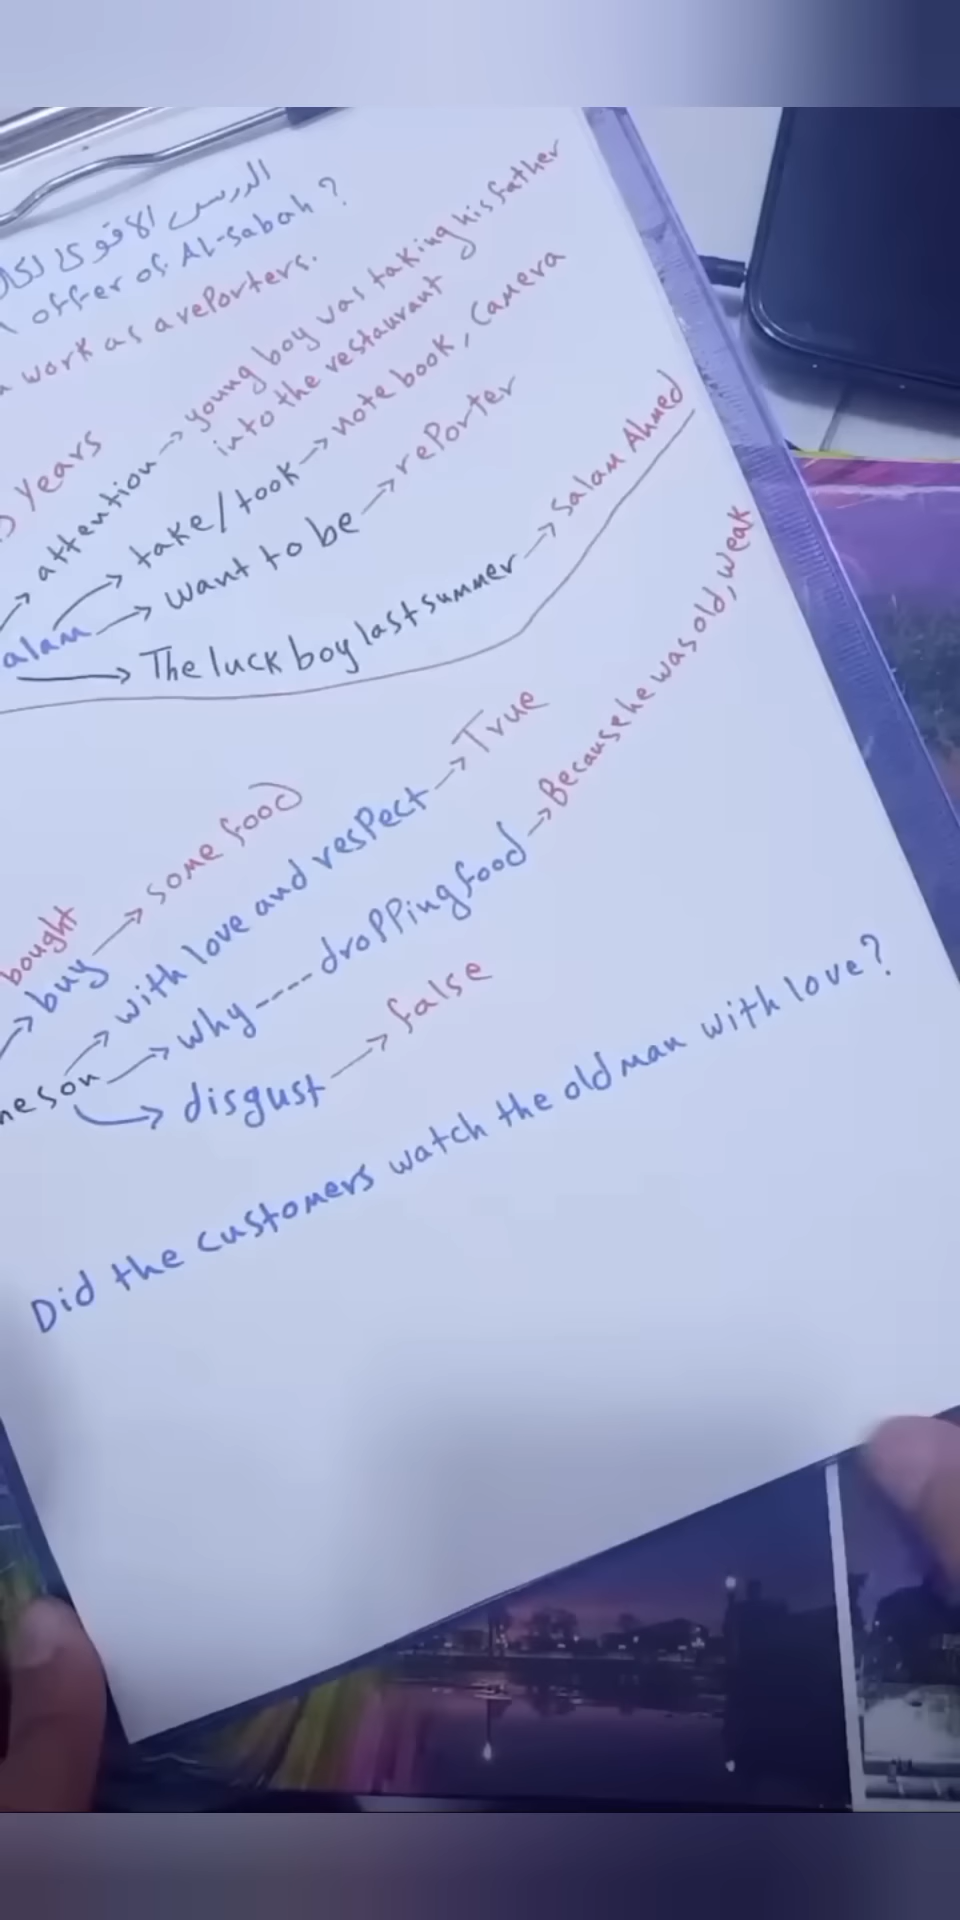 الدرس الاقوى
offer of AL-Sabah ?
work as a reporters.
years
attention → young boy was taking his father
into the restaurant
take/took → note book, Camera
alam → want to be → reporter
→ The luck boy last summer → Salam Ahmed
bought
→ buy → some food
→ with love and respect → True
he son → why ---- dropping food → Because he was old, weak
→ disgust → false
Did the customers watch the old man with love?